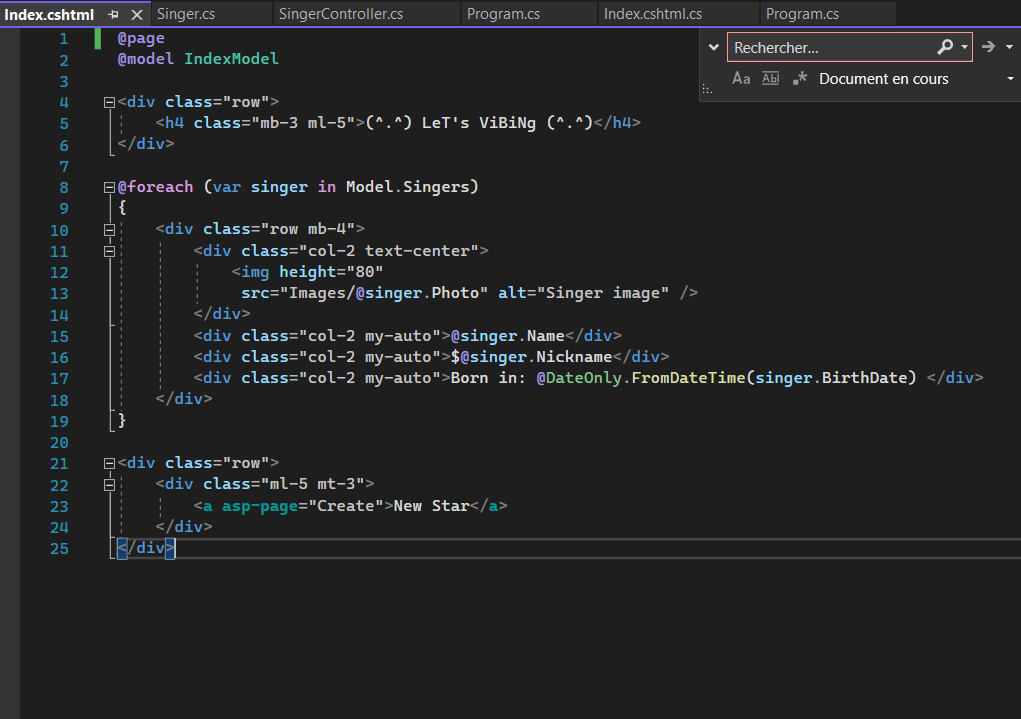 Index.cshtml Singer.cs SingerController.cs Program.cs Index.cshtml.cs Program.cs
Rechercher...
Aa Ab .* Document en cours
1 @page
2 @model IndexModel
3
4 <div class="row">
5 <h4 class="mb-3 ml-5">(^.^) LeT's ViBiNg (^.^)</h4>
6 </div>
7
8 @foreach (var singer in Model.Singers)
9 {
10 <div class="row mb-4">
11 <div class="col-2 text-center">
12 <img height="80"
13 src="Images/@singer.Photo" alt="Singer image" />
14 </div>
15 <div class="col-2 my-auto">@singer.Name</div>
16 <div class="col-2 my-auto">$@singer.Nickname</div>
17 <div class="col-2 my-auto">Born in: @DateOnly.FromDateTime(singer.BirthDate) </div>
18 </div>
19 }
20
21 <div class="row">
22 <div class="ml-5 mt-3">
23 <a asp-page="Create">New Star</a>
24 </div>
25 </div>